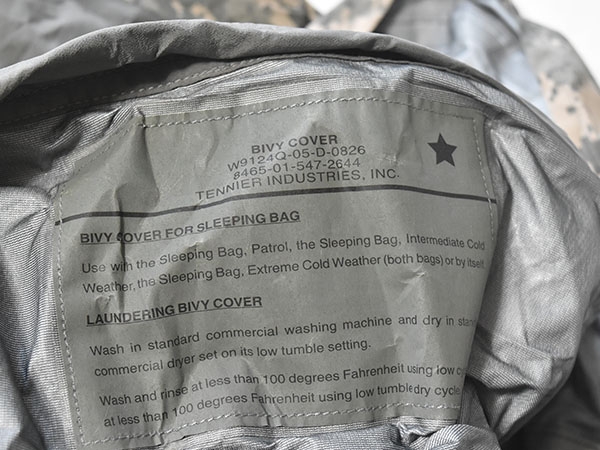 BIVY COVER
W9124Q-05-D-0826
8465-01-547-2644
TENNIER INDUSTRIES, INC.
BIVY COVER FOR SLEEPING BAG
Use with the Sleeping Bag, Patrol, the Sleeping Bag, Intermediate Cold
Weather, the Sleeping Bag, Extreme Cold Weather (both bags) or by itself.
LAUNDERING BIVY COVER
Wash in standard commercial washing machine and dry in stand
commercial dryer set on its low tumble setting.
Wash and rinse at less than 100 degrees Fahrenheit using low cy
at less than 100 degrees Fahrenheit using low tumble dry cycle.